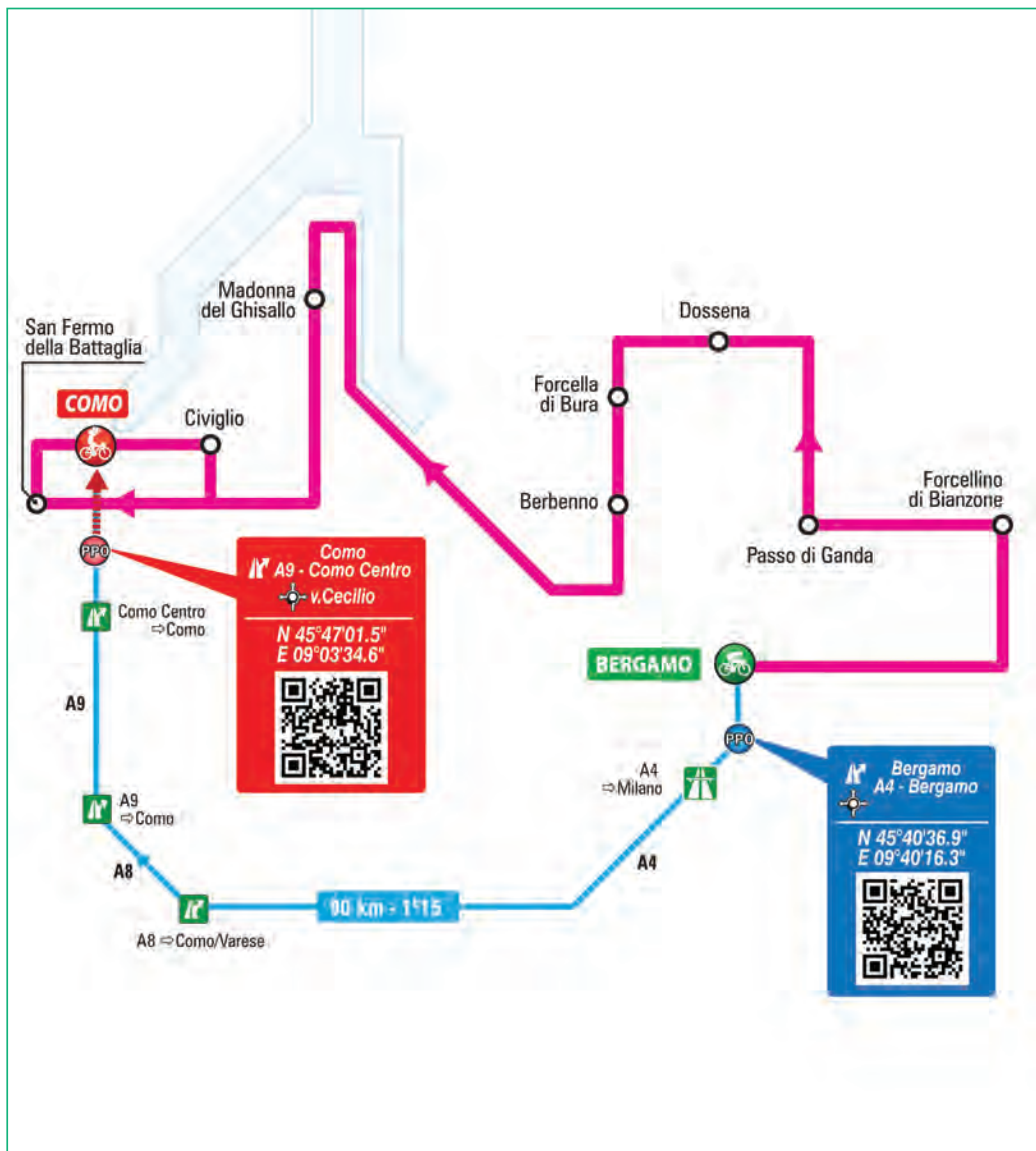 Madonna
del Ghisallo
San Fermo
della Battaglia
COMO
Civiglio
Dossena
Forcella
di Bura
Berbenno
Forcellino
di Bianzone
Passo di Ganda
PPO
Como
A9 - Como Centro
v.Cecilio
N 45°47'01.5"
E 09°03'34.6"
Como Centro
⇨Como
A9
BERGAMO
PPO
Bergamo
A4 - Bergamo
N 45°40'36.9"
E 09°40'16.3"
A4
⇨Milano
A9
⇨Como
A8
A4
90 km - 1h15
A8 ⇨Como/Varese